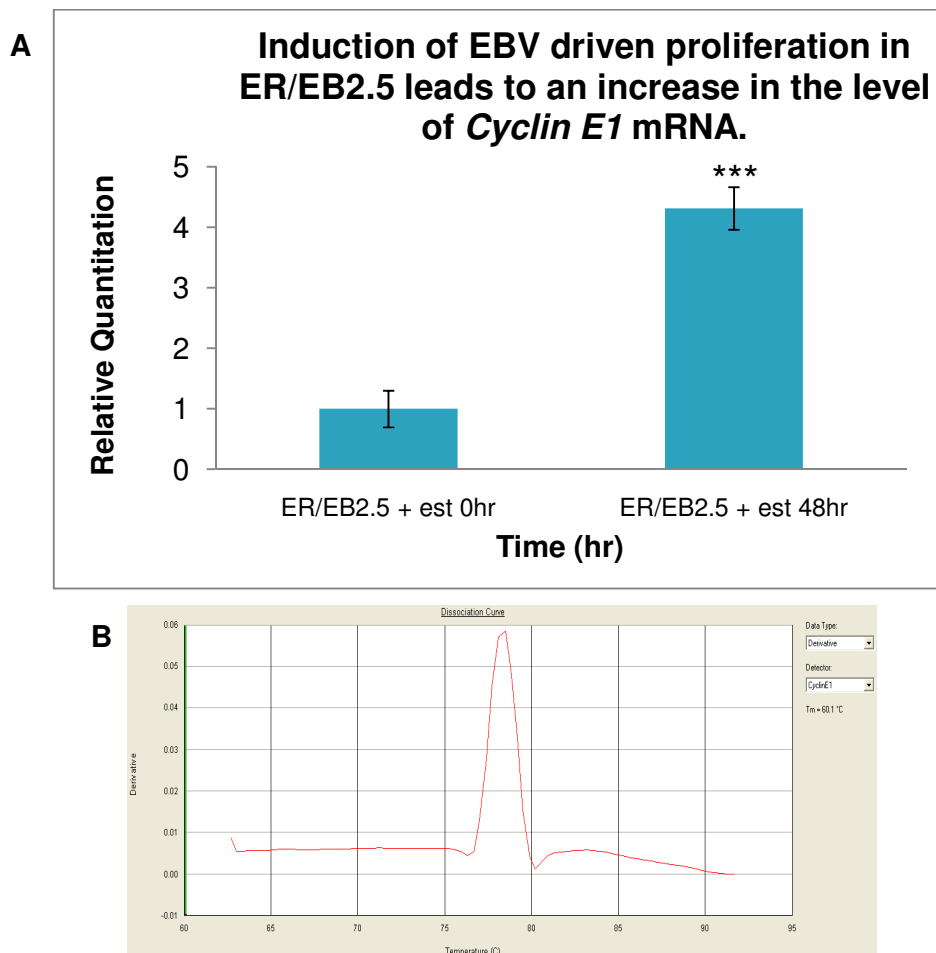 A
Induction of EBV driven proliferation in
ER/EB2.5 leads to an increase in the level
of Cyclin E1 mRNA.
Relative Quantitation
5
4
3
2
1
0
***
ER/EB2.5 + est 0hr
ER/EB2.5 + est 48hr
Time (hr)
B
Dissociation Curve
Derivative
0.06
0.05
0.04
0.03
0.02
0.01
0.00
-0.01
60
65
70
75
80
85
90
95
Temperature (C)
Data Type:
Derivative
Detector:
CyclinE1
Tm = 60.1 °C